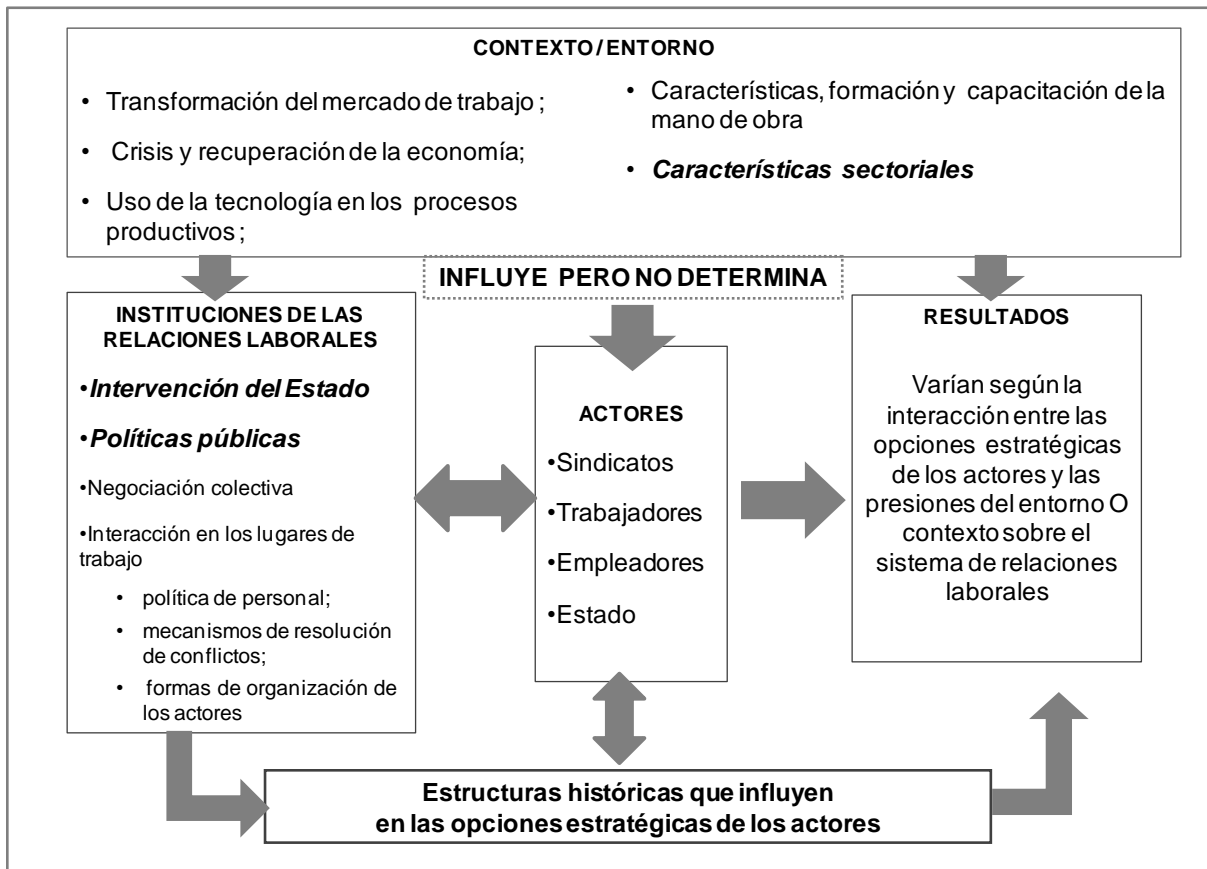 CONTEXTO/ENTORNO
• Transformación del mercado de trabajo ;
• Crisis y recuperación de la economía;
• Uso de la tecnología en los procesos
productivos ;
• Características, formación y capacitación de la
mano de obra
• Características sectoriales
INFLUYE PERO NO DETERMINA
INSTITUCIONES DE LAS
RELACIONES LABORALES
•Intervención del Estado
•Políticas públicas
•Negociación colectiva
•Interacción en los lugares de
trabajo
• política de personal;
• mecanismos de resolución
de conflictos;
• formas de organización de
los actores
ACTORES
•Sindicatos
•Trabajadores
•Empleadores
•Estado
RESULTADOS
Varían según la
interacción entre las
opciones estratégicas
de los actores y las
presiones del entorno O
contexto sobre el
sistema de relaciones
laborales
Estructuras históricas que influyen
en las opciones estratégicas de los actores